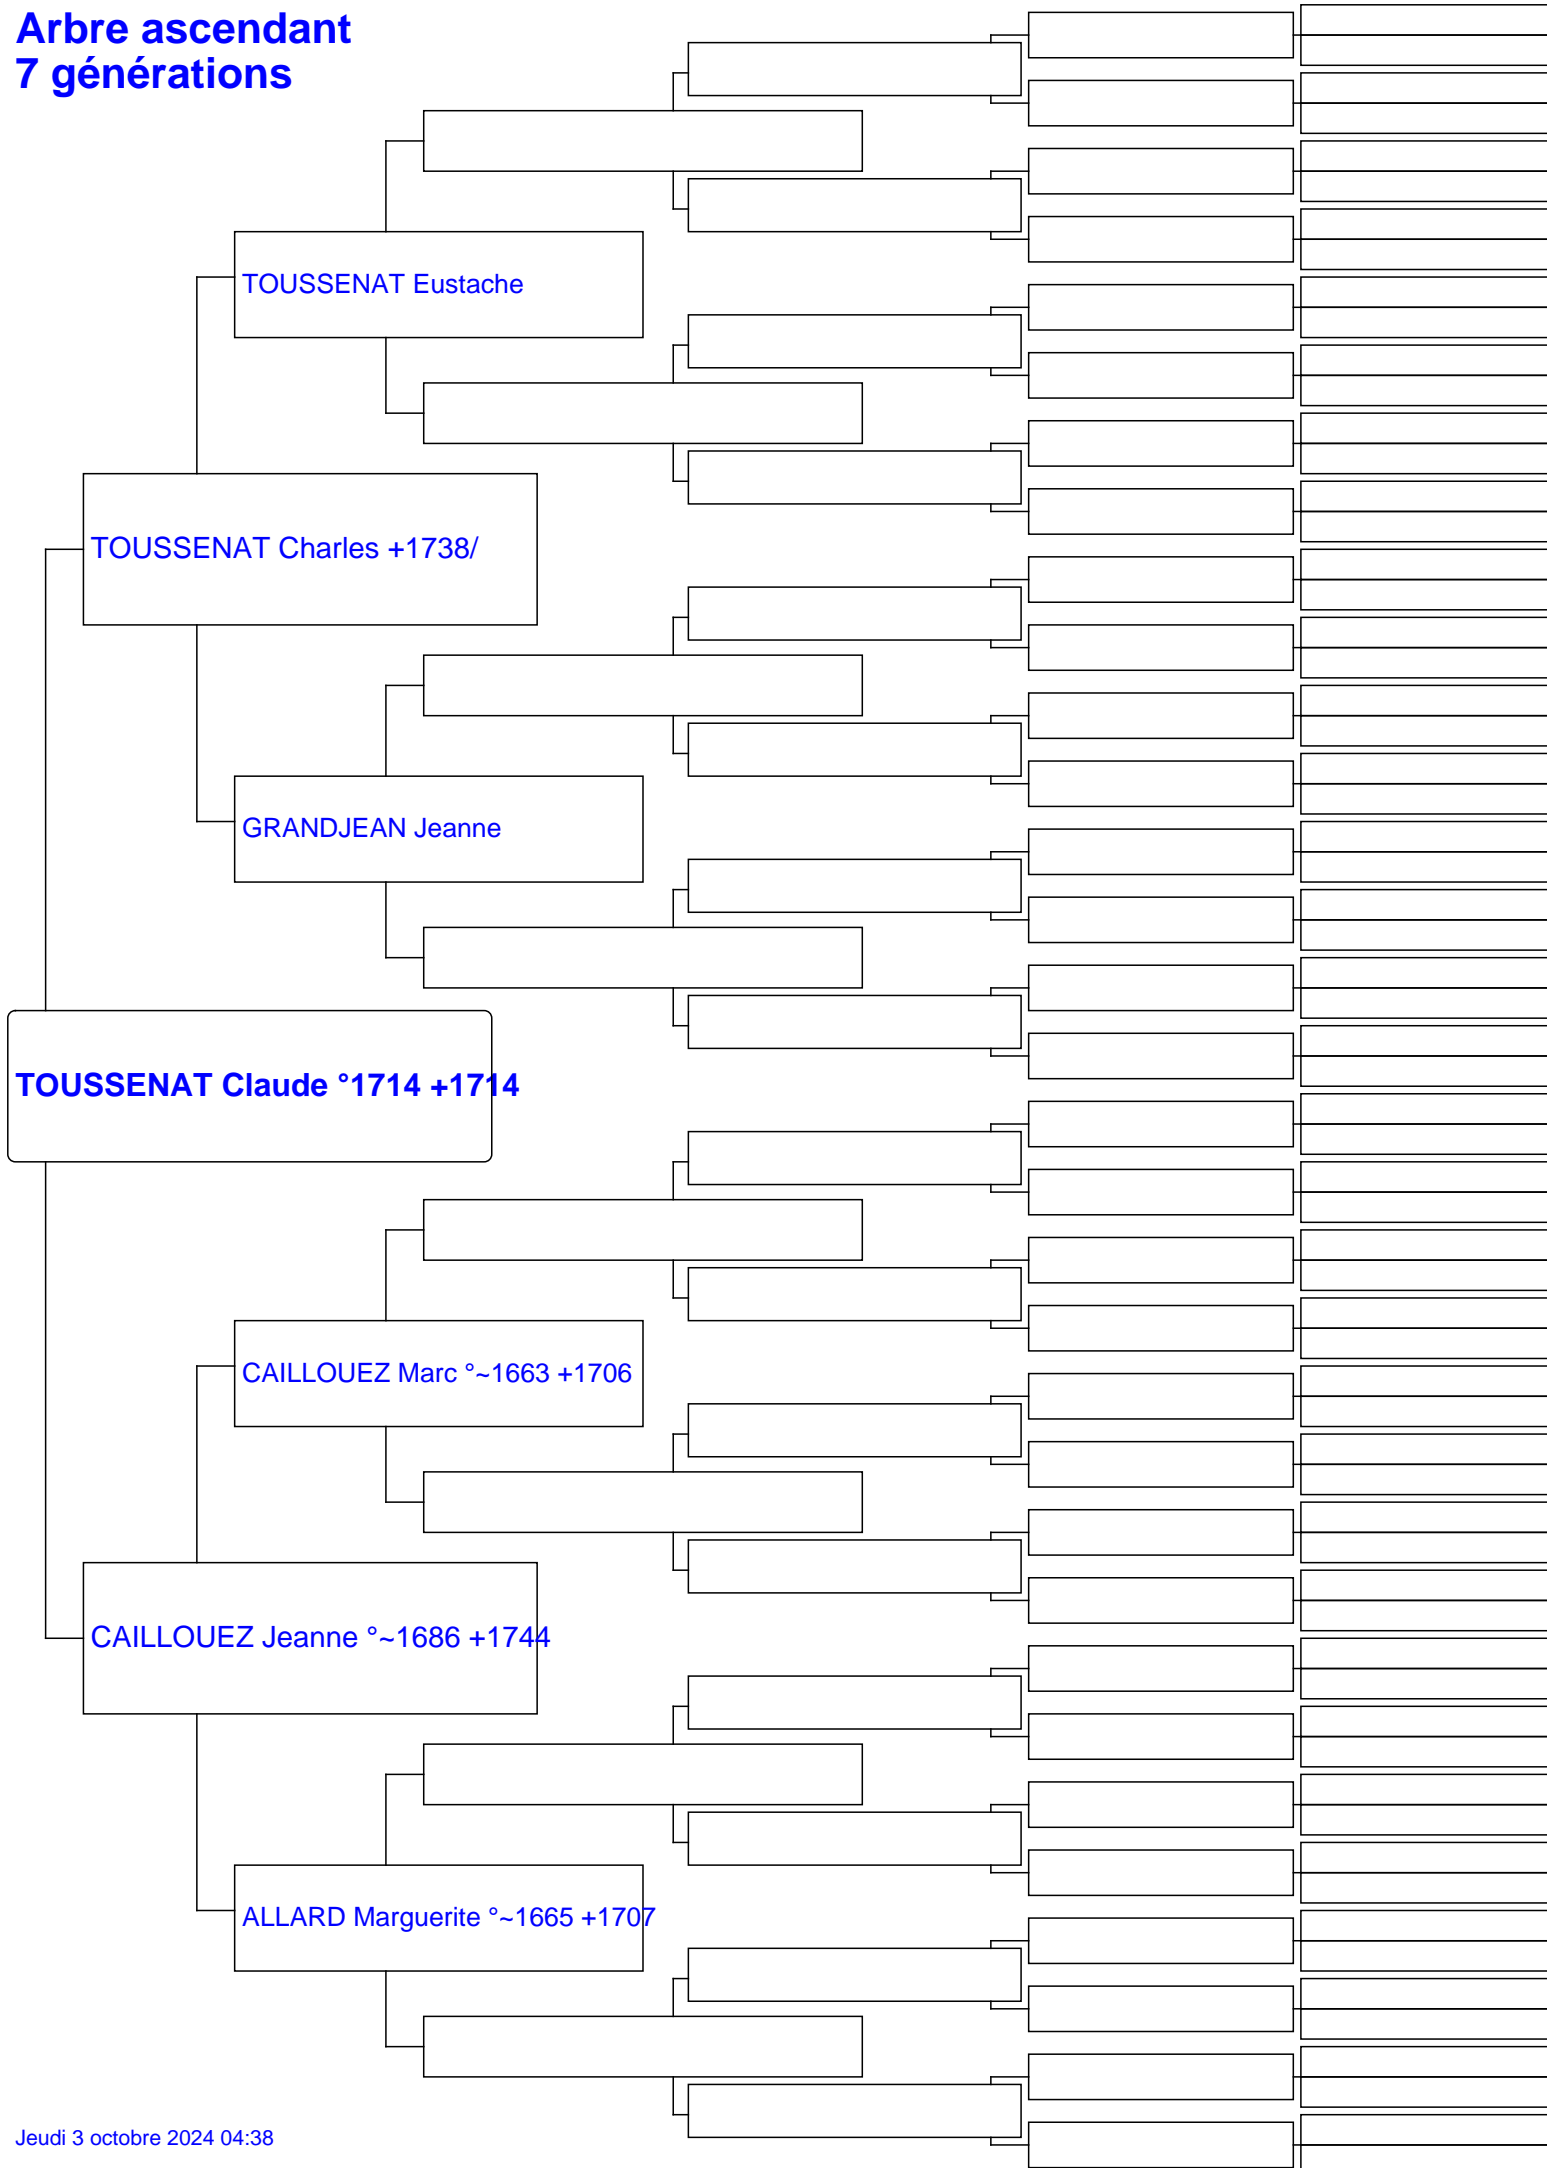 Arbre ascendant
7 générations
TOUSSENAT Eustache
TOUSSENAT Charles +1738/
GRANDJEAN Jeanne
TOUSSENAT Claude °1714 +1714
CAILLOUEZ Marc °~1663 +1706
CAILLOUEZ Jeanne °~1686 +1744
ALLARD Marguerite °~1665 +1707
Jeudi 3 octobre 2024 04:38